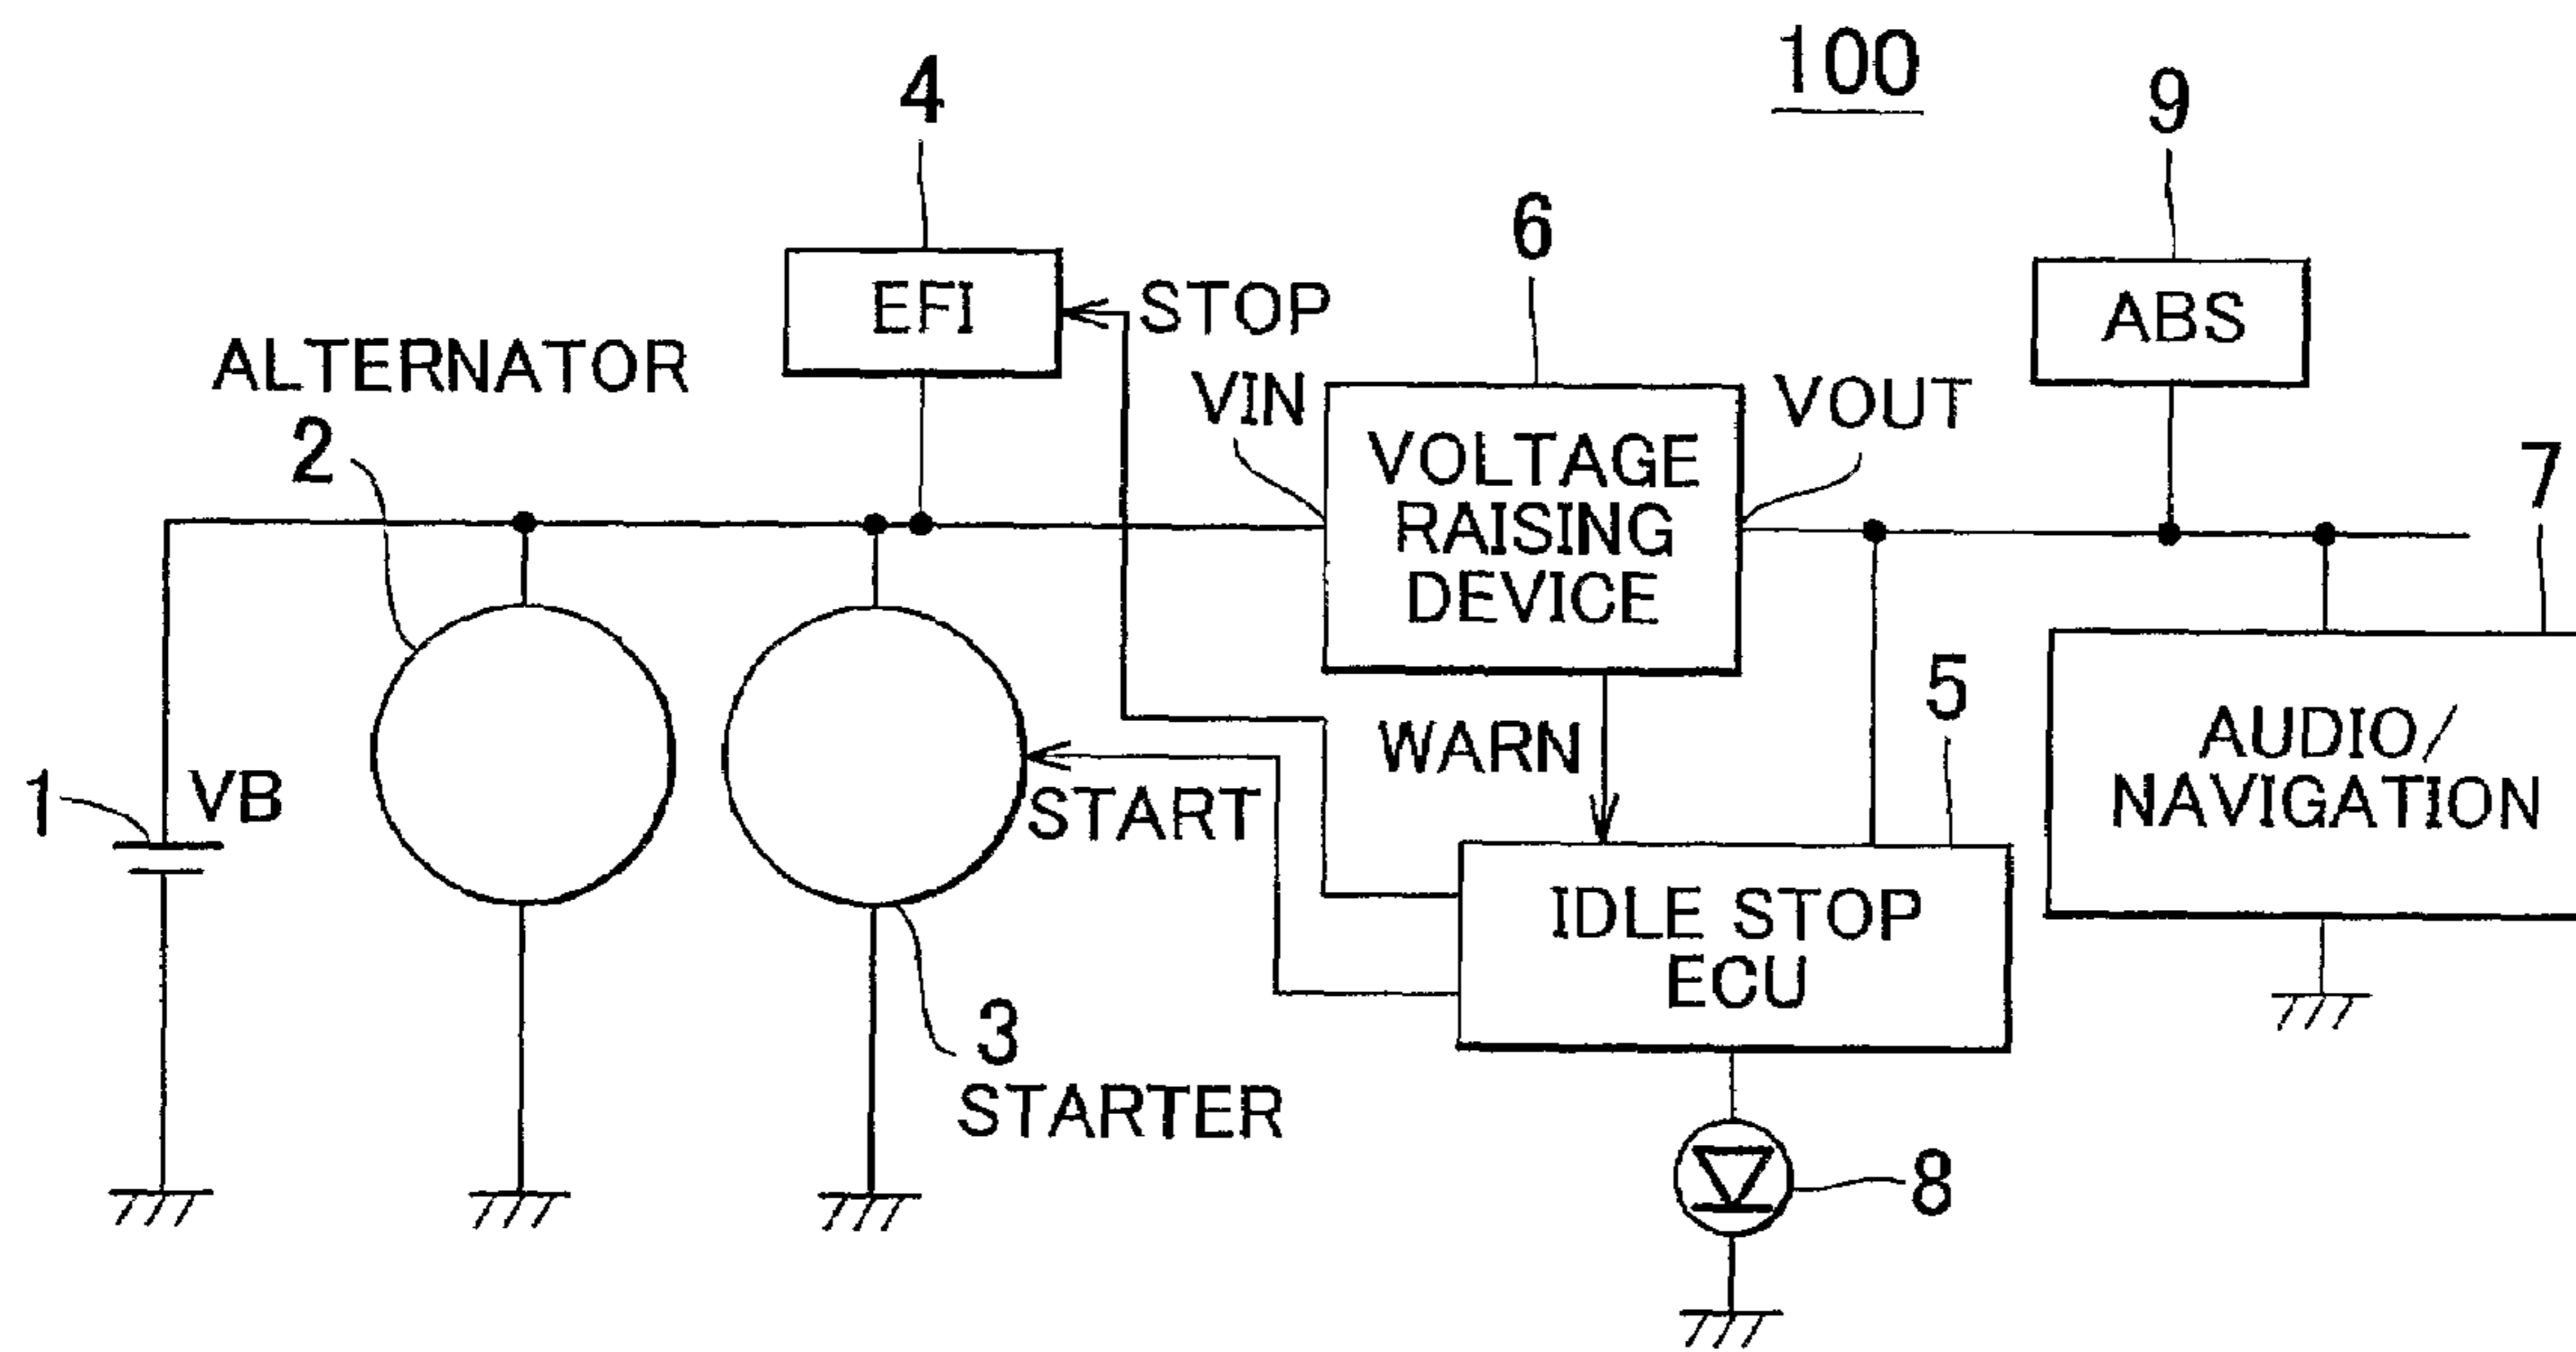 100
4
9
6
EFI
STOP
ABS
ALTERNATOR
VIN
VOUT
2
VOLTAGE
RAISING
DEVICE
7
5
1
VB
WARN
AUDIO/
NAVIGATION
START
IDLE STOP
ECU
3
STARTER
8